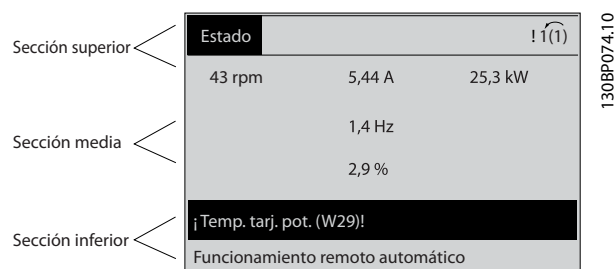 Estado
! 1(1)
Sección superior
43 rpm 5,44 A 25,3 kW
1,4 Hz
Sección media
2,9 %
¡ Temp. tarj. pot. (W29)!
Sección inferior
Funcionamiento remoto automático
130BP074.10